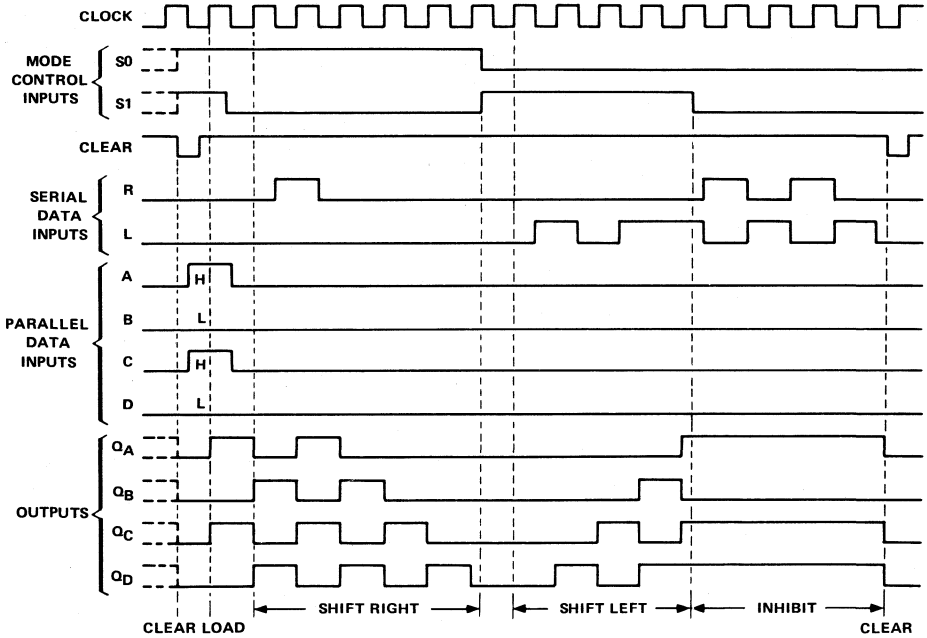 CLOCK
MODE
CONTROL
INPUTS
S0
S1
CLEAR
SERIAL
DATA
INPUTS
R
L
PARALLEL
DATA
INPUTS
A
H
B
L
C
H
D
L
OUTPUTS
QA
QB
QC
QD
SHIFT RIGHT
SHIFT LEFT
INHIBIT
CLEAR LOAD
CLEAR